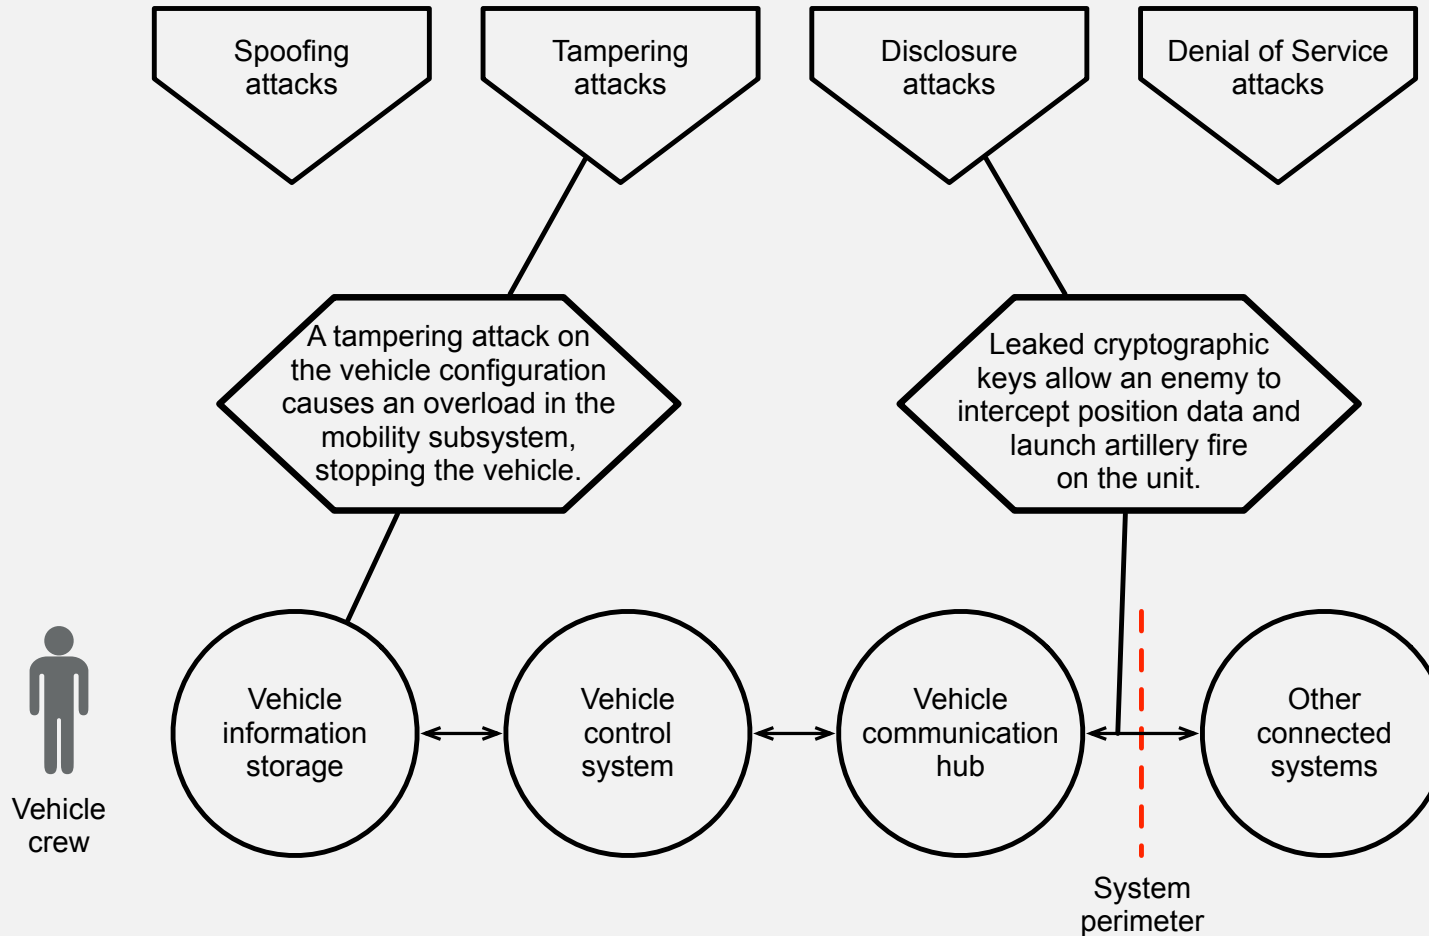 Spoofing
attacks
Tampering
attacks
Disclosure
attacks
Denial of Service
attacks
A tampering attack on
the vehicle configuration
causes an overload in the
mobility subsystem,
stopping the vehicle.
Leaked cryptographic
keys allow an enemy to
intercept position data and
launch artillery fire
on the unit.
Vehicle
crew
Vehicle
information
storage
Vehicle
control
system
Vehicle
communication
hub
Other
connected
systems
System
perimeter